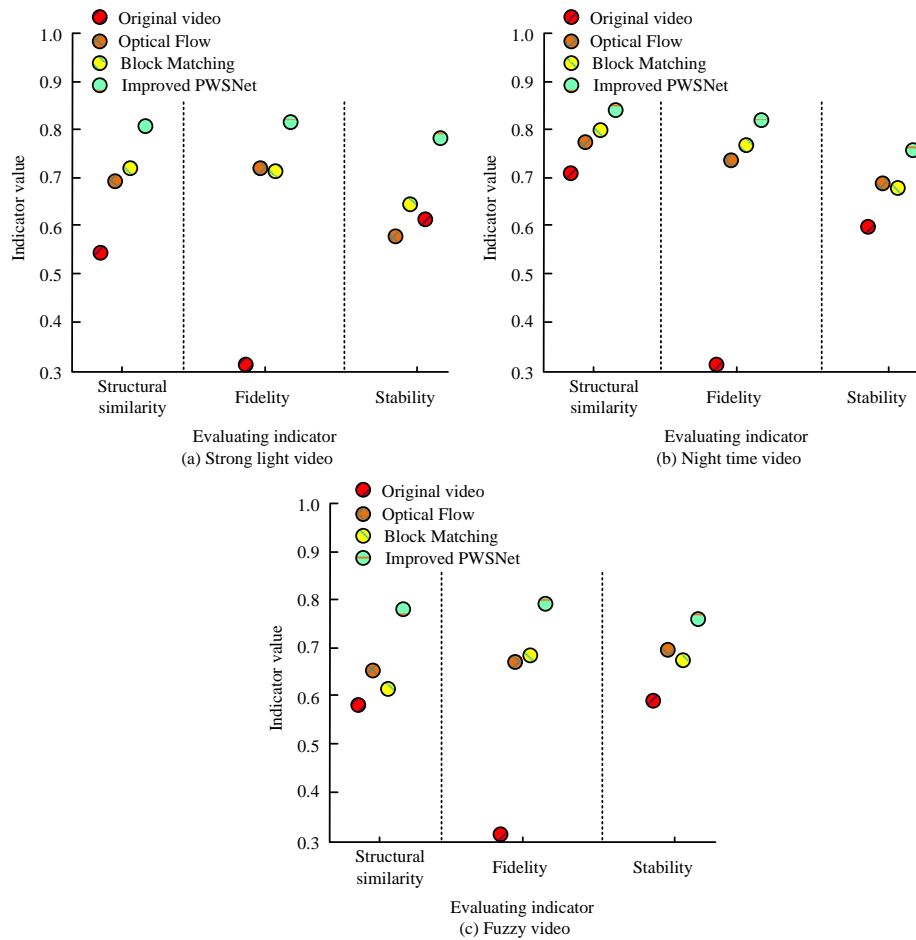 Original video
Optical Flow
Block Matching
Improved PWSNet
1.0
0.9
0.8
0.7
0.6
0.5
0.4
0.3
Indicator value
Structural
similarity
Fidelity
Stability
Evaluating indicator
(a) Strong light video
Original video
Optical Flow
Block Matching
Improved PWSNet
1.0
0.9
0.8
0.7
0.6
0.5
0.4
0.3
Indicator value
Structural
similarity
Fidelity
Stability
Evaluating indicator
(b) Night time video
Original video
Optical Flow
Block Matching
Improved PWSNet
1.0
0.9
0.8
0.7
0.6
0.5
0.4
0.3
Indicator value
Structural
similarity
Fidelity
Stability
Evaluating indicator
(c) Fuzzy video